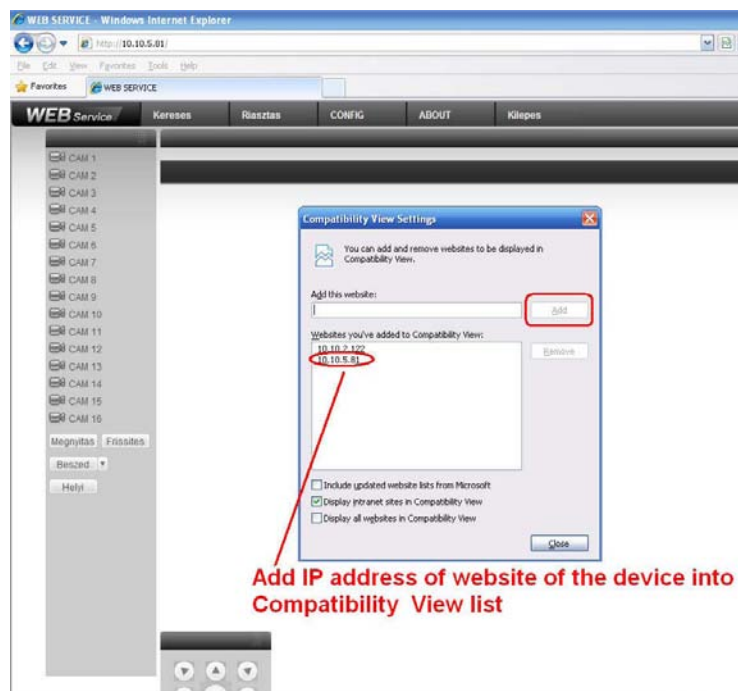 WEB SERVICE - Windows Internet Explorer
http://10.10.5.81/
File Edit View Favorites Tools Help
Favorites WEB SERVICE
WEB Service Kereses Riasztas CONFIG ABOUT Kilepes
CAM 1
CAM 2
CAM 3
CAM 4
CAM 5
CAM 6
CAM 7
CAM 8
CAM 9
CAM 10
CAM 11
CAM 12
CAM 13
CAM 14
CAM 15
CAM 16
Megnyitas Frissites
Beszed
Helyi
Compatibility View Settings
You can add and remove websites to be displayed in
Compatibility View.
Add this website:
Add
Websites you've added to Compatibility View:
10.10.2.122
10.10.5.81
Remove
Include updated website lists from Microsoft
Display intranet sites in Compatibility View
Display all websites in Compatibility View
Close
Add IP address of website of the device into
Compatibility View list